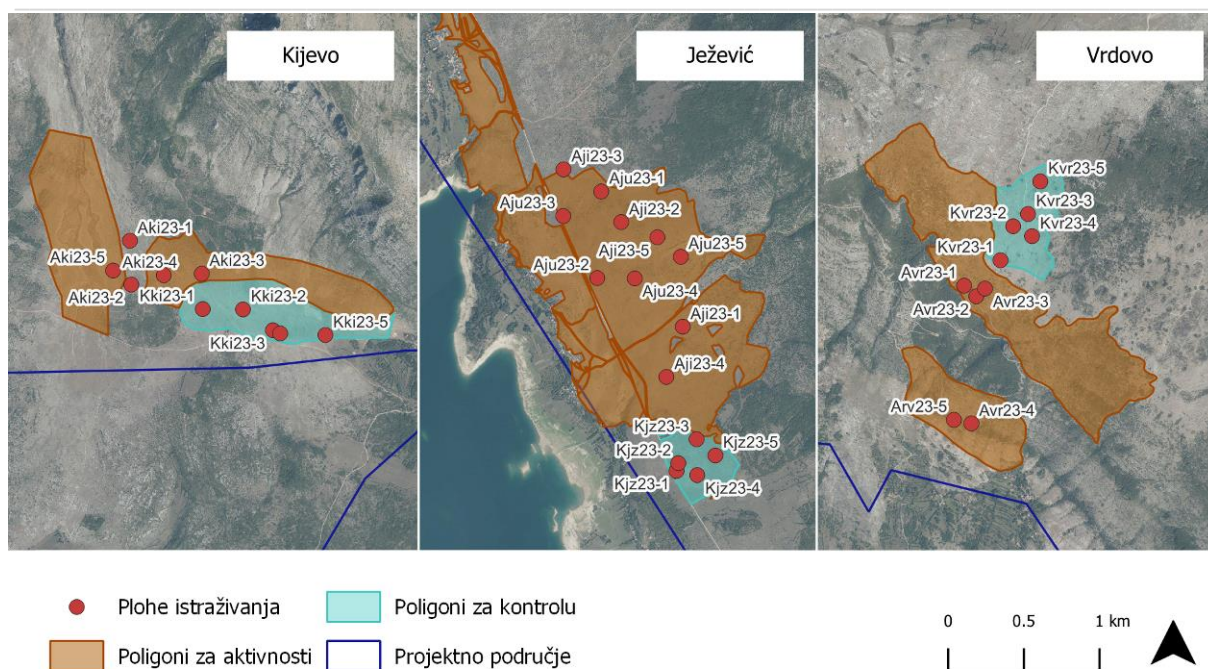 Kijevo
Ježević
Vrdovo
Aki23-1
Aki23-5
Aki23-4
Aki23-3
Aki23-2
Kki23-1
Kki23-2
Kki23-3
Kki23-5
Aji23-3
Aju23-1
Aju23-3
Aji23-2
Aji23-5
Aju23-5
Aju23-2
Aju23-4
Aji23-1
Aji23-4
Kjz23-3
Kjz23-5
Kjz23-2
Kjz23-1
Kjz23-4
Kvr23-5
Kvr23-3
Kvr23-2
Kvr23-4
Kvr23-1
Avr23-1
Avr23-3
Avr23-2
Arv23-5
Avr23-4
Plohe istraživanja
Poligoni za kontrolu
0 0.5 1 km
Poligoni za aktivnosti
Projektno područje